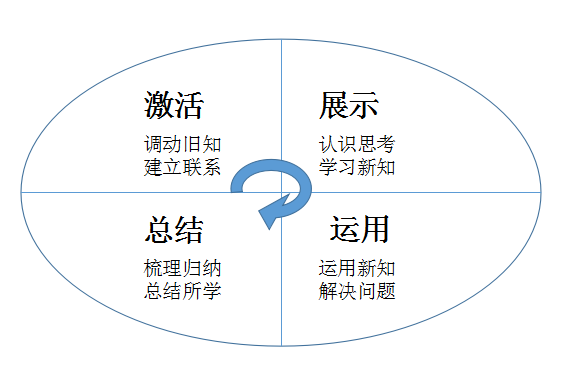 激活
调动旧知
建立联系
展示
认识思考
学习新知
总结
梳理归纳
总结所学
运用
运用新知
解决问题